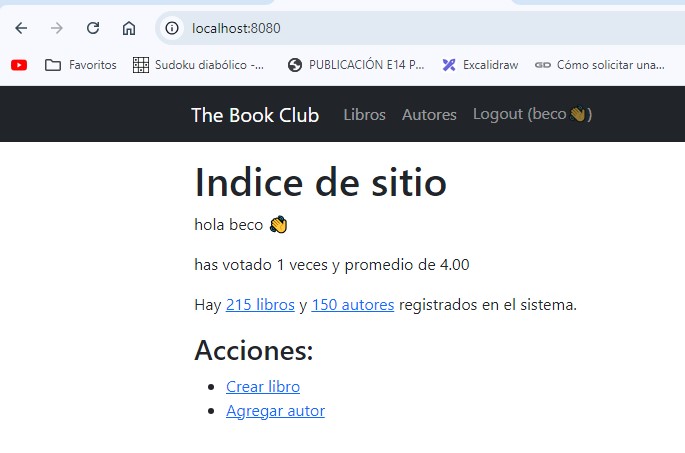 localhost:8080
Favoritos Sudoku diabólico -... PUBLICACIÓN E14 P... Excalidraw Cómo solicitar una...
The Book Club Libros Autores Logout (beco👏)
Indice de sitio
hola beco 👏
has votado 1 veces y promedio de 4.00
Hay 215 libros y 150 autores registrados en el sistema.
Acciones:
Crear libro
Agregar autor